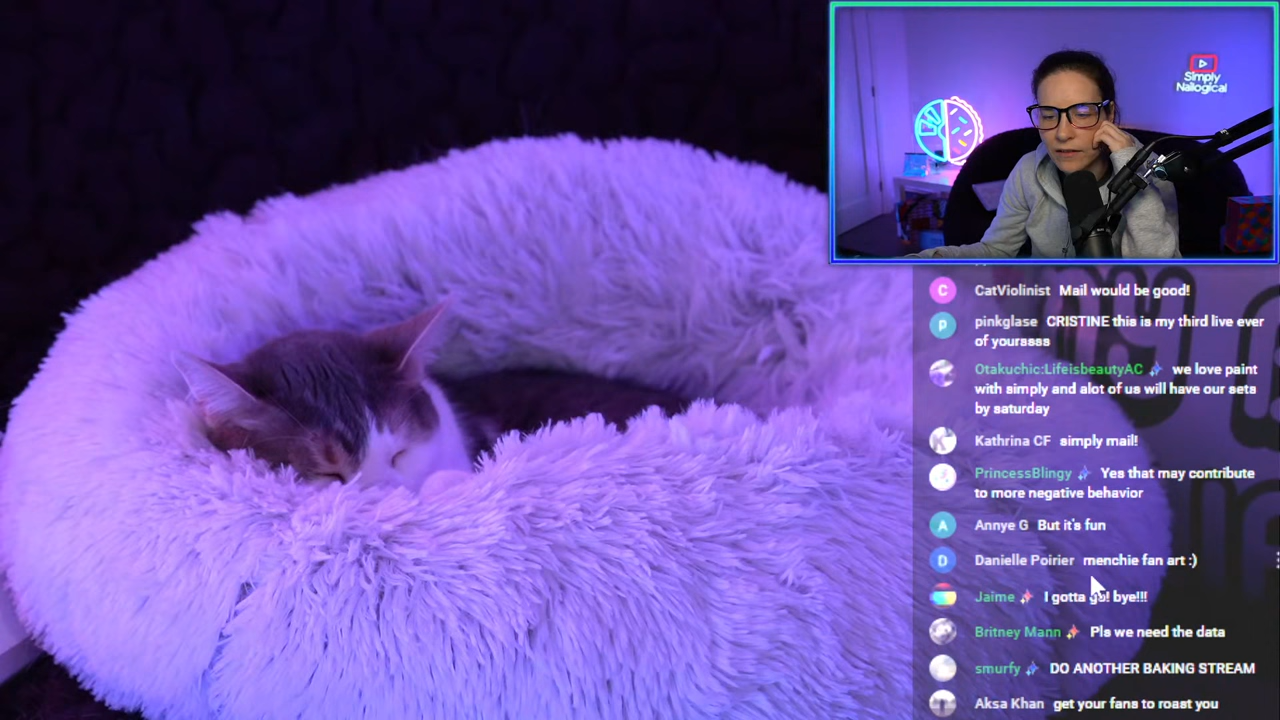 Simply
Nailogical
C CatViolinist Mail would be good!
p pinkglase CRISTINE this is my third live ever
of yourssss
Otakuchic:LifeisbeautyAC we love paint
with simply and alot of us will have our sets
by saturday
Kathrina CF simply mail!
PrincessBlingy Yes that may contribute
to more negative behavior
A Annye G But it's fun
D Danielle Poirier menchie fan art :)
Jaime I gotta go! bye!!!
Britney Mann Pls we need the data
smurfy DO ANOTHER BAKING STREAM
Aksa Khan get your fans to roast you